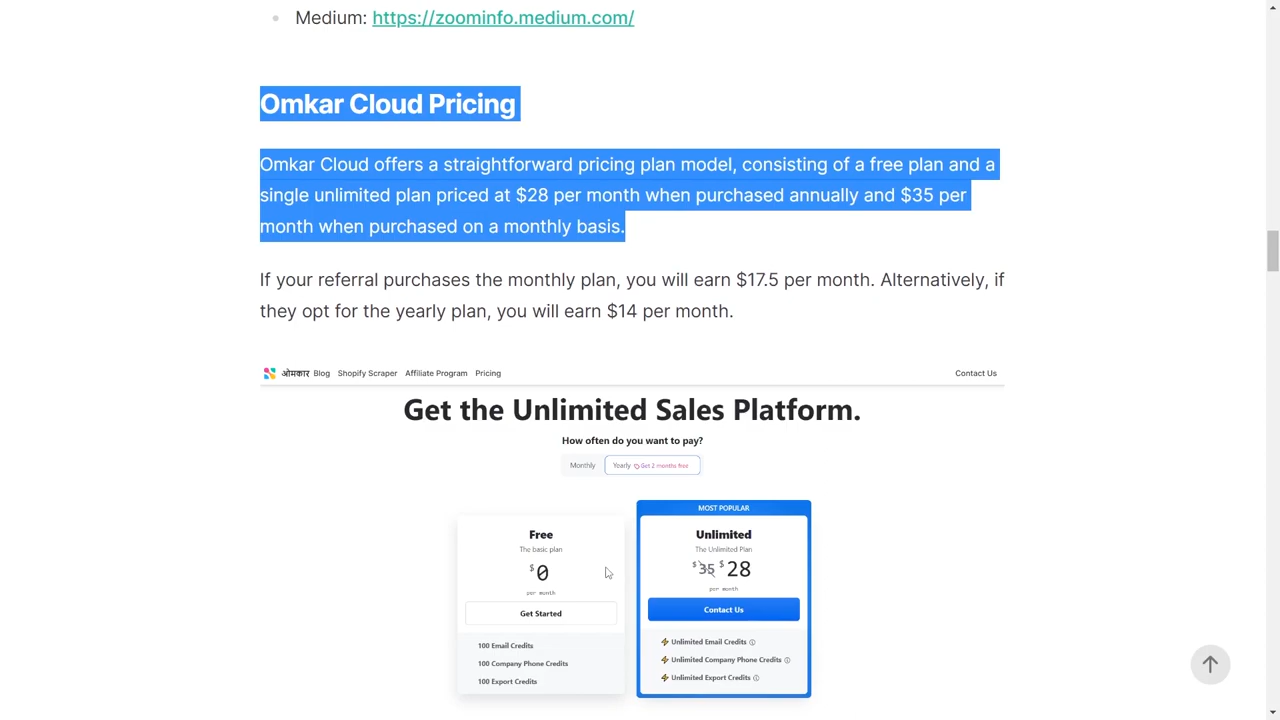 Medium: https://zoominfo.medium.com/
Omkar Cloud Pricing
Omkar Cloud offers a straightforward pricing plan model, consisting of a free plan and a
single unlimited plan priced at $28 per month when purchased annually and $35 per
month when purchased on a monthly basis.
If your referral purchases the monthly plan, you will earn $17.5 per month. Alternatively, if
they opt for the yearly plan, you will earn $14 per month.
ओमकार Blog Shopify Scraper Affiliate Program Pricing Contact Us
Get the Unlimited Sales Platform.
How often do you want to pay?
Monthly Yearly Get 2 months free
MOST POPULAR
Free
The basic plan
$0
per month
Get Started
100 Email Credits
100 Company Phone Credits
100 Export Credits
Unlimited
The Unlimited Plan
$35 $28
per month
Contact Us
Unlimited Email Credits
Unlimited Company Phone Credits
Unlimited Export Credits